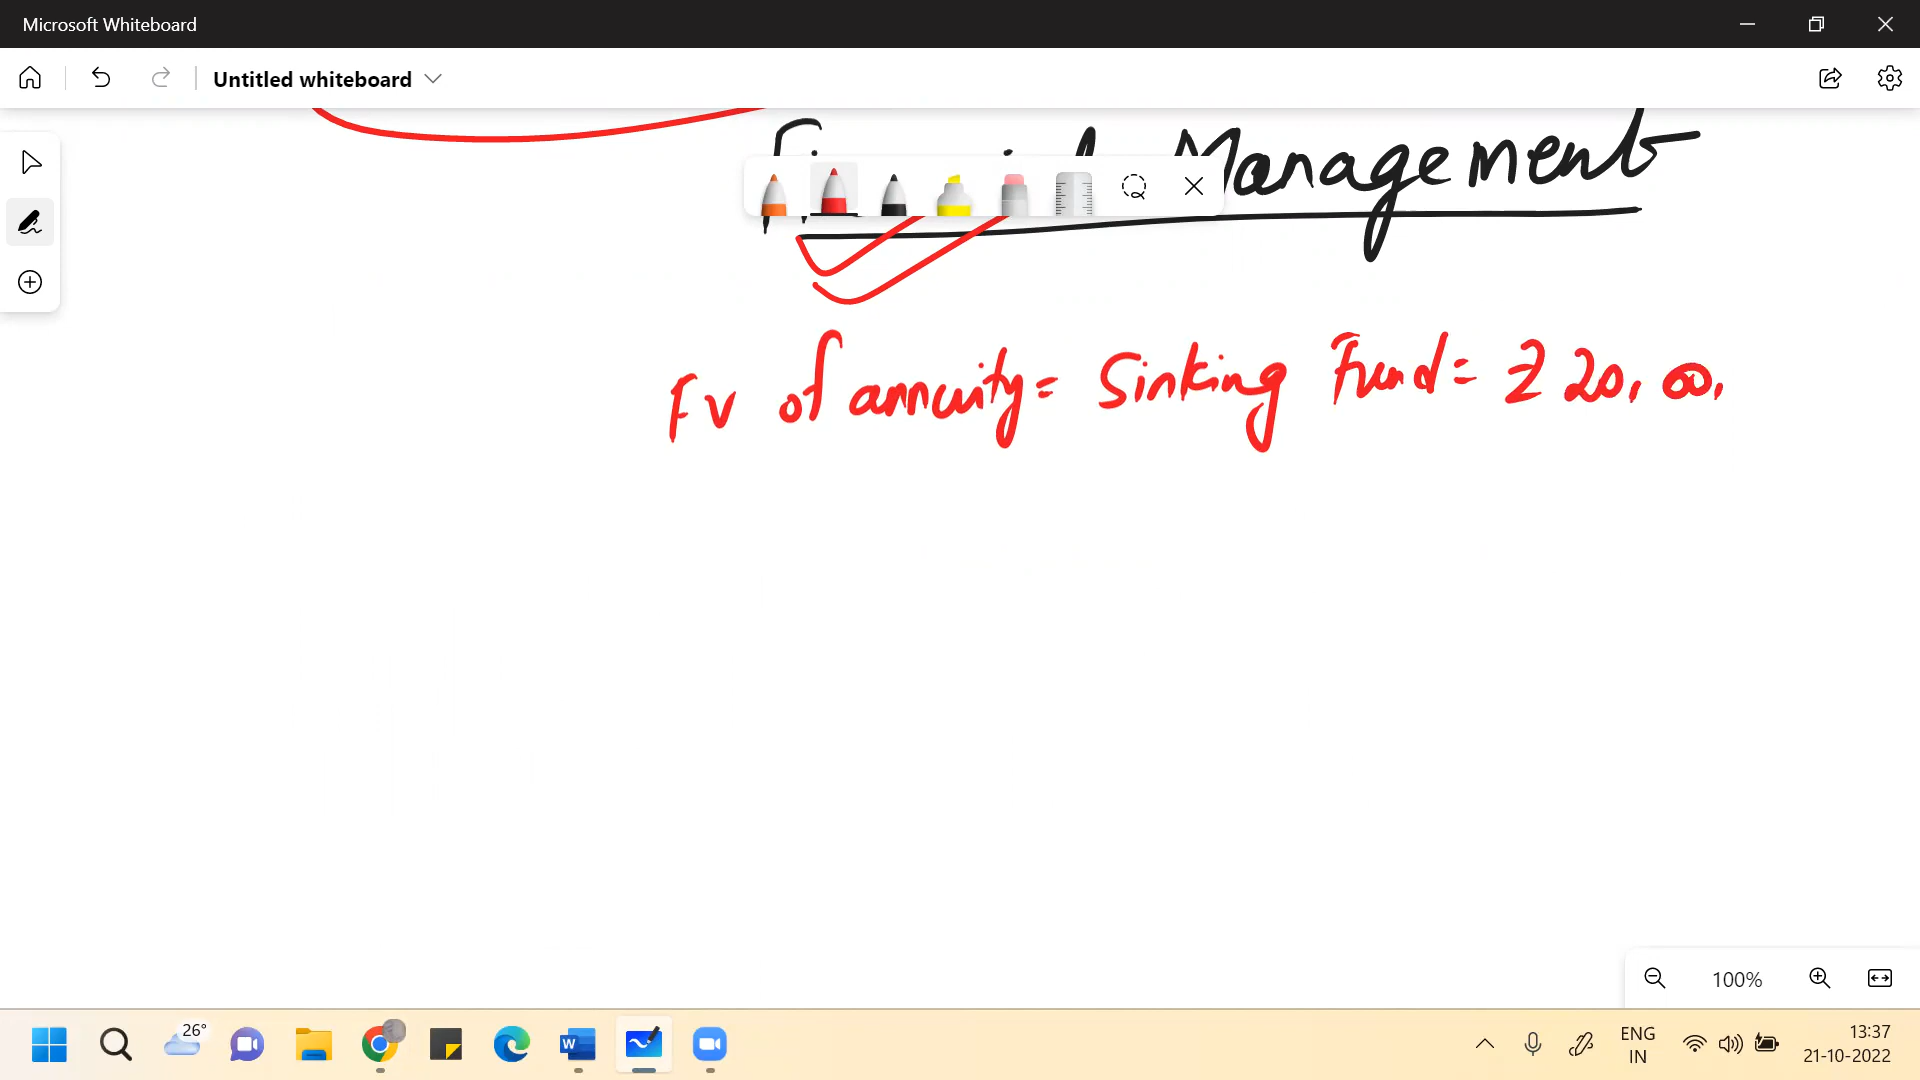 Microsoft Whiteboard
Untitled whiteboard
Financial Management
FV of annuity = Sinking Fund = ₹ 20, 00,
100%
26°
ENG
IN
13:37
21-10-2022